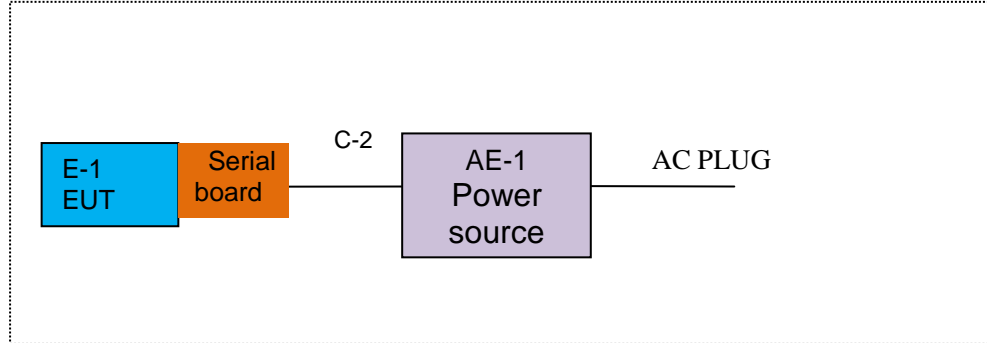 E-1
EUT
Serial
board
C-2
AE-1
Power
source
AC PLUG